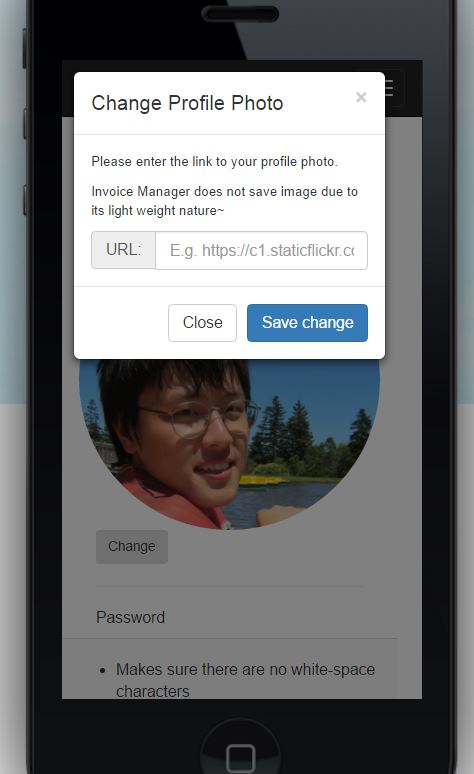 Change Profile Photo ×
Please enter the link to your profile photo.
Invoice Manager does not save image due to
its light weight nature~
URL: E.g. https://c1.staticflickr.co
Close Save change
Change
Password
Makes sure there are no white-space
characters